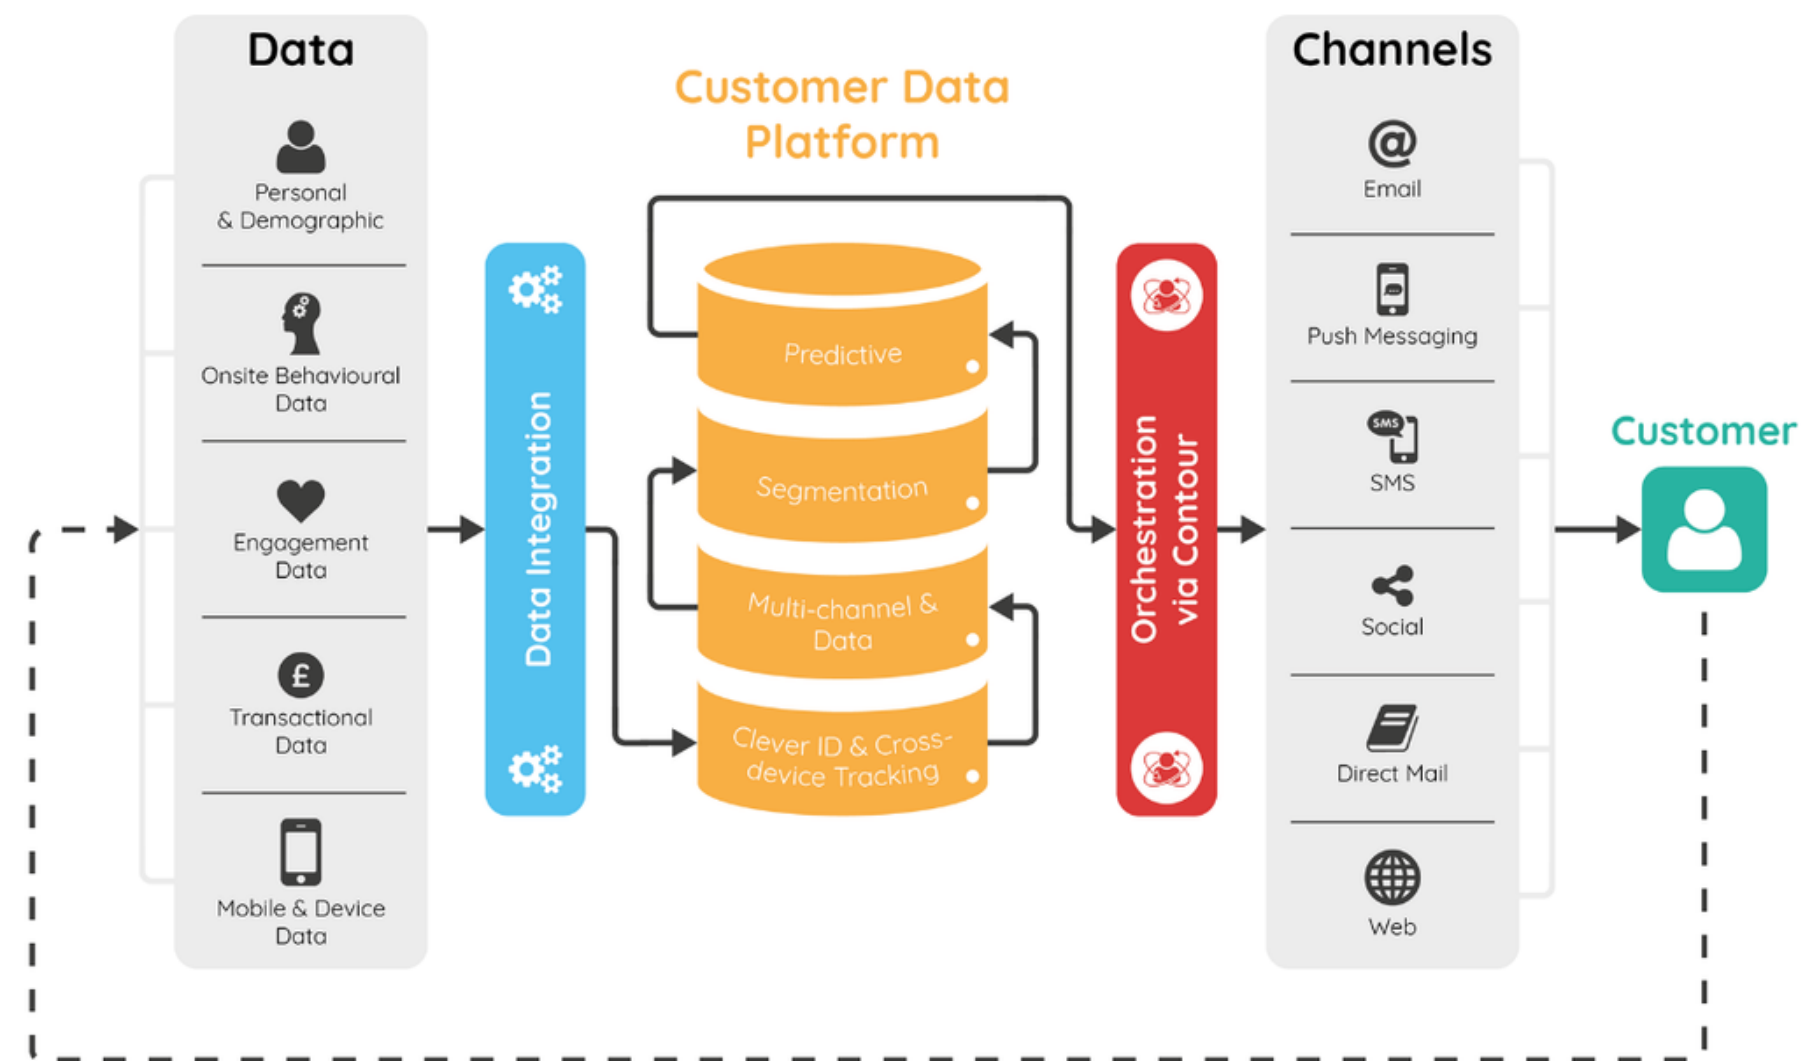 Data
Personal
& Demographic
Onsite Behavioural
Data
Engagement
Data
£
Transactional
Data
Mobile & Device
Data
Data Integration
Customer Data
Platform
Predictive
Segmentation
Multi-channel &
Data
Clever ID & Cross-
device Tracking
Orchestration
via Contour
Channels
@
Email
Push Messaging
SMS
SMS
Social
Direct Mail
Web
Customer